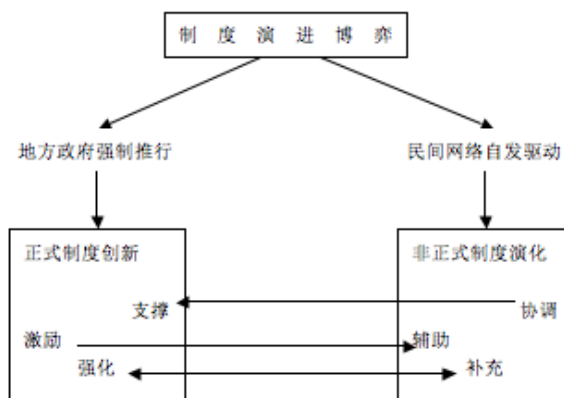 制 度 演 进 博 弈
地方政府强制推行 民间网络自发驱动
正式制度创新 非正式制度演化
支撑 协调
激励 辅助
强化 补充